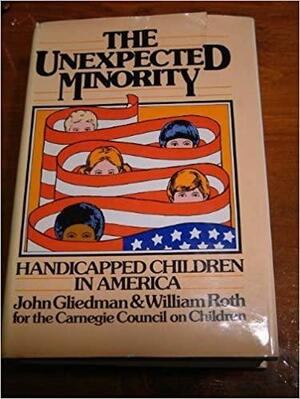 THE
UNEXPECTED
MINORITY
HANDICAPPED CHILDREN
IN AMERICA
John Gliedman & William Roth
for the Carnegie Council on Children